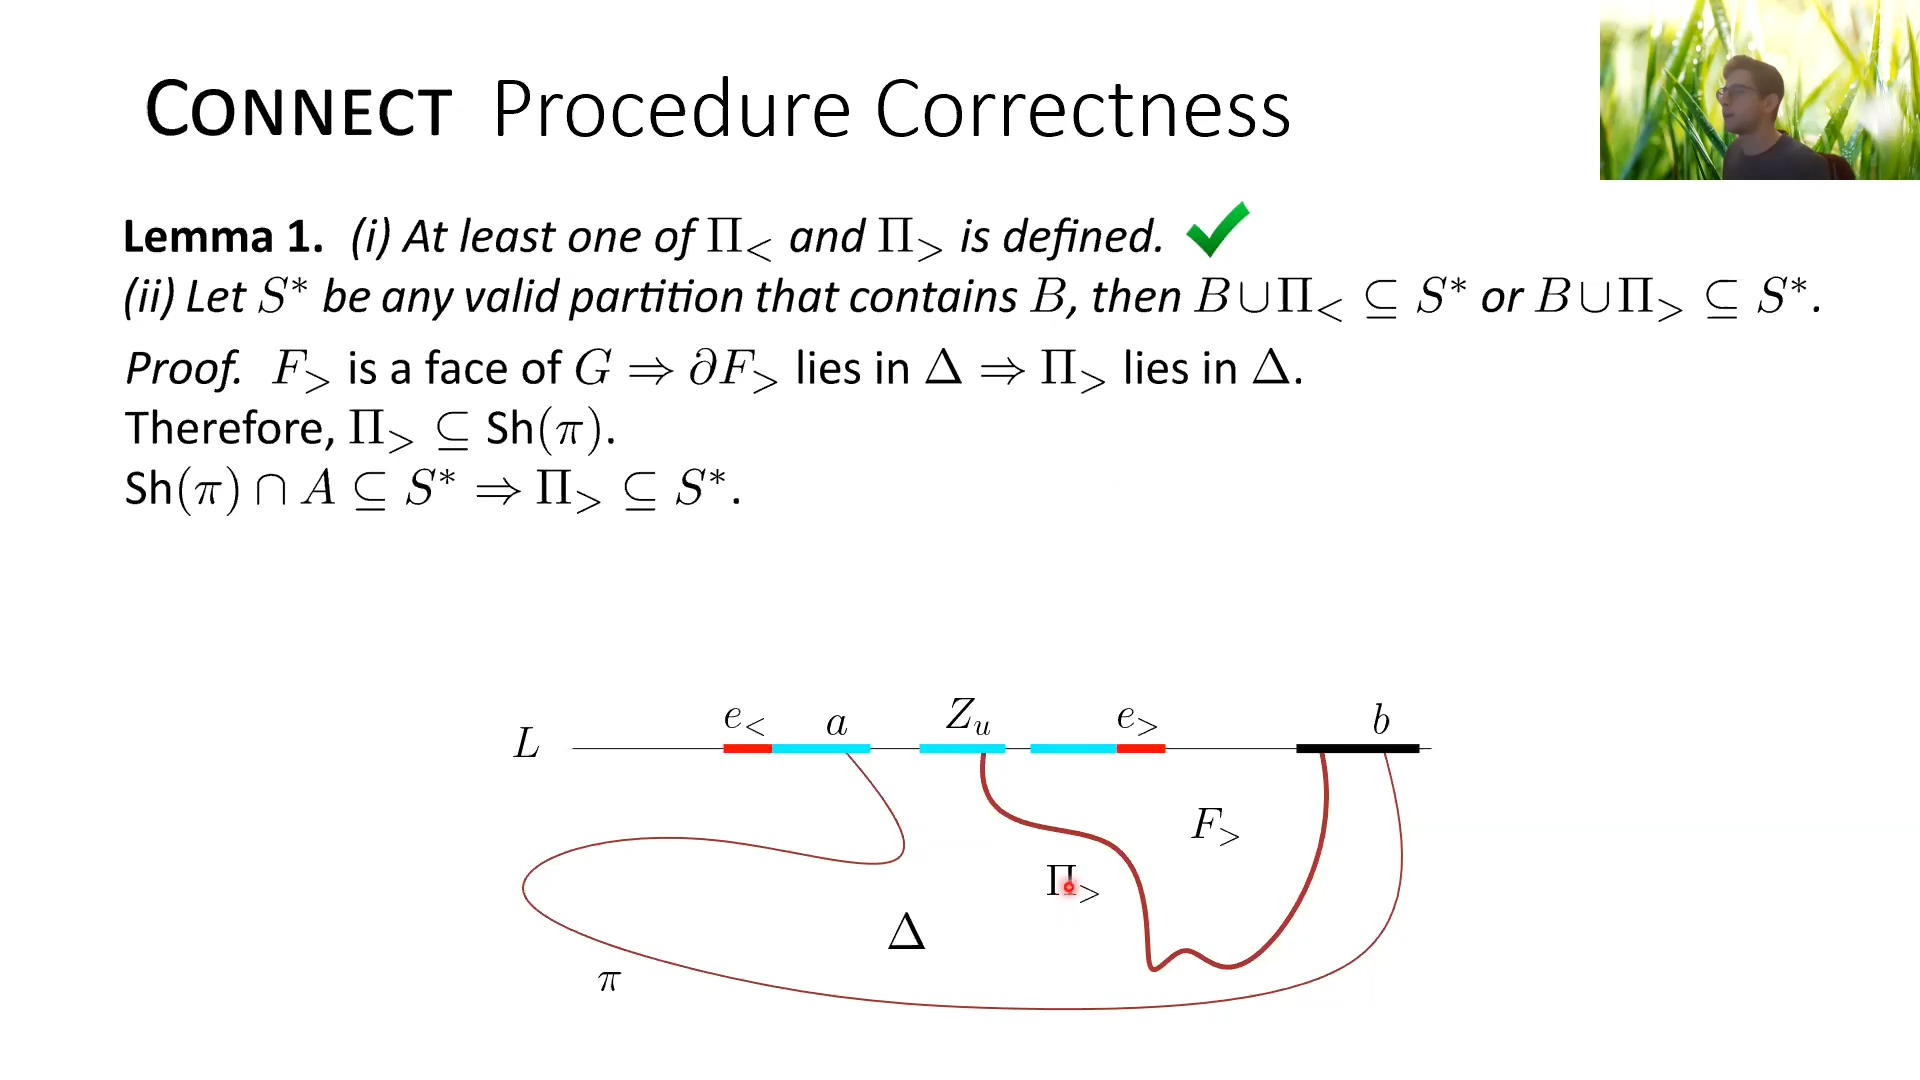 CONNECT Procedure Correctness
Lemma 1. (i) At least one of Π< and Π> is defined.
(ii) Let S* be any valid partition that contains B, then B∪Π< ⊆ S* or B∪Π> ⊆ S*.
Proof. F> is a face of G ⇒ ∂F> lies in Δ ⇒ Π> lies in Δ.
Therefore, Π> ⊆ Sh(π).
Sh(π) ∩ A ⊆ S* ⇒ Π> ⊆ S*.
e< a Z_u e> b
L
F>
Π>
Δ
π